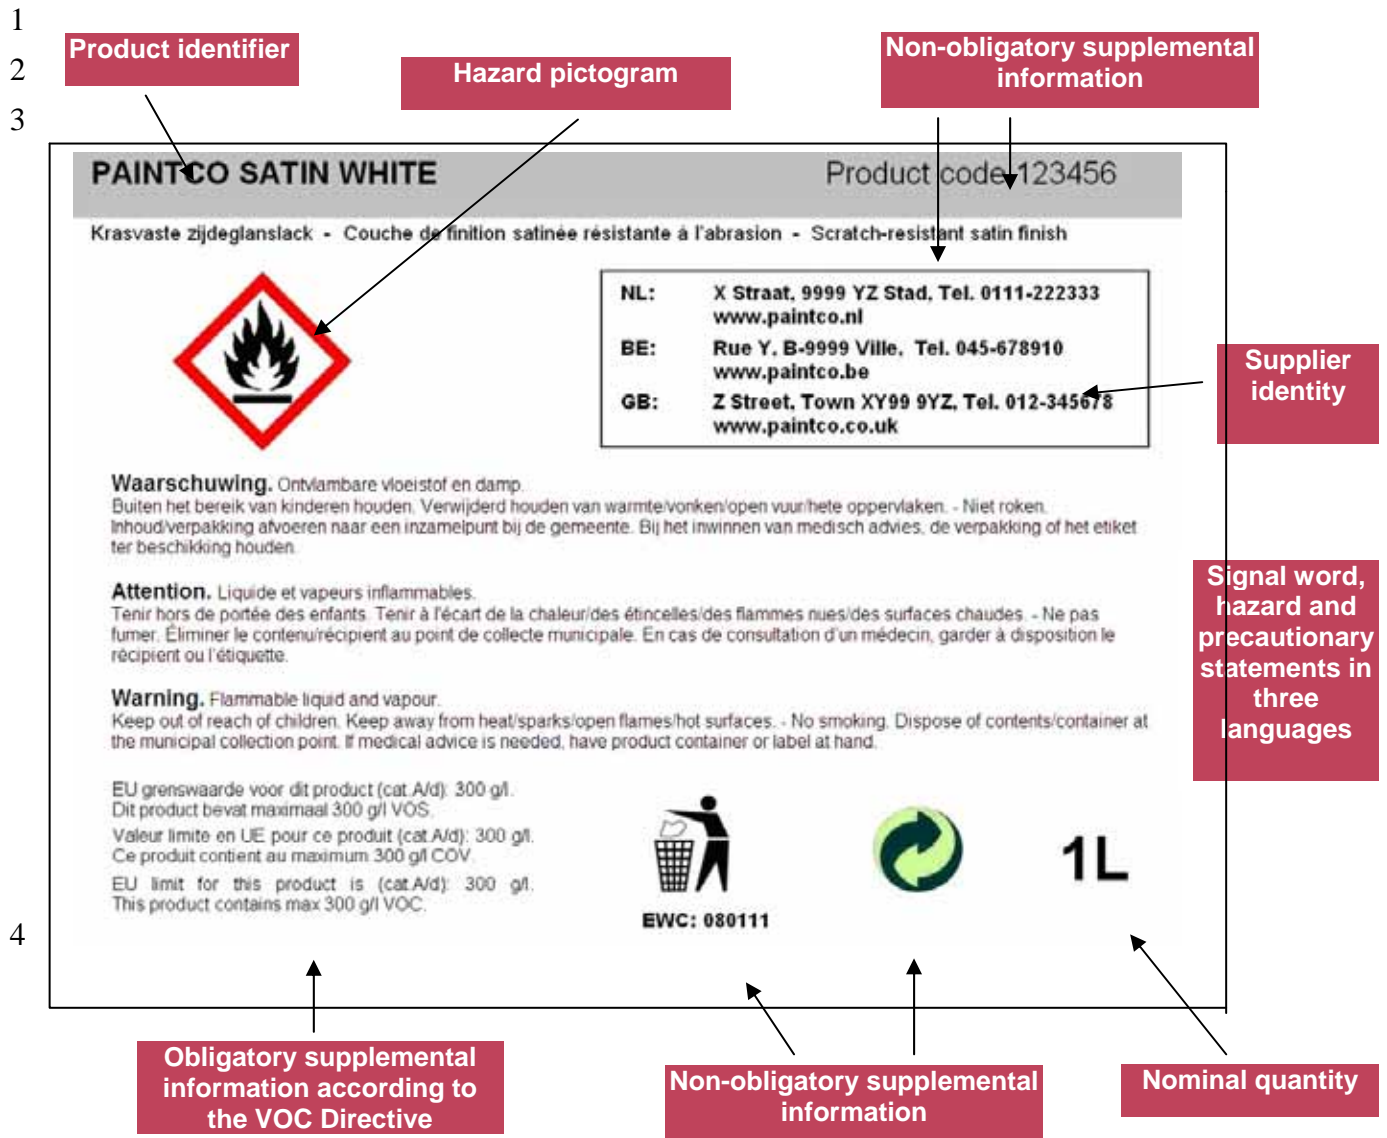 1
Product identifier
2
Hazard pictogram
Non-obligatory supplemental
information
3
PAINTCO SATIN WHITE
Product code 123456
Krasvaste zijdeglanslack - Couche de finition satinée résistante à l'abrasion - Scratch-resistant satin finish
NL: X Straat, 9999 YZ Stad, Tel. 0111-222333
www.paintco.nl
BE: Rue Y, B-9999 Ville, Tel. 045-678910
www.paintco.be
GB: Z Street, Town XY99 9YZ, Tel. 012-345678
www.paintco.co.uk
Supplier
identity
Waarschuwing. Ontvlambare vloeistof en damp.
Buiten het bereik van kinderen houden. Verwijderd houden van warmte/vonken/open vuur/hete oppervlaken. - Niet roken.
Inhoud/verpakking afvoeren naar een inzamelpunt bij de gemeente. Bij het inwinnen van medisch advies, de verpakking of het etiket
ter beschikking houden.
Attention. Liquide et vapeurs inflammables.
Tenir hors de portée des enfants. Tenir à l'écart de la chaleur/des étincelles/des flammes nues/des surfaces chaudes. - Ne pas
fumer. Éliminer le contenu/récipient au point de collecte municipale. En cas de consultation d'un médecin, garder à disposition le
récipient ou l'étiquette.
Warning. Flammable liquid and vapour.
Keep out of reach of children. Keep away from heat/sparks/open flames/hot surfaces. - No smoking. Dispose of contents/container at
the municipal collection point. If medical advice is needed, have product container or label at hand.
Signal word,
hazard and
precautionary
statements in
three
languages
EU grenswaarde voor dit product (cat.A/d): 300 g/l.
Dit product bevat maximaal 300 g/l VOS.
Valeur limite en UE pour ce produit (cat.A/d): 300 g/l.
Ce produit contient au maximum 300 g/l COV.
EU limit for this product is (cat.A/d): 300 g/l.
This product contains max 300 g/l VOC.
EWC: 080111
1L
4
Obligatory supplemental
information according to
the VOC Directive
Non-obligatory supplemental
information
Nominal quantity